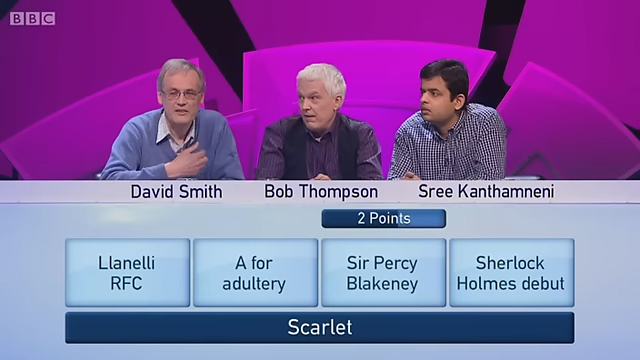 BBC
David Smith
Bob Thompson
Sree Kanthamneni
2 Points
Llanelli
RFC
A for
adultery
Sir Percy
Blakeney
Sherlock
Holmes debut
Scarlet